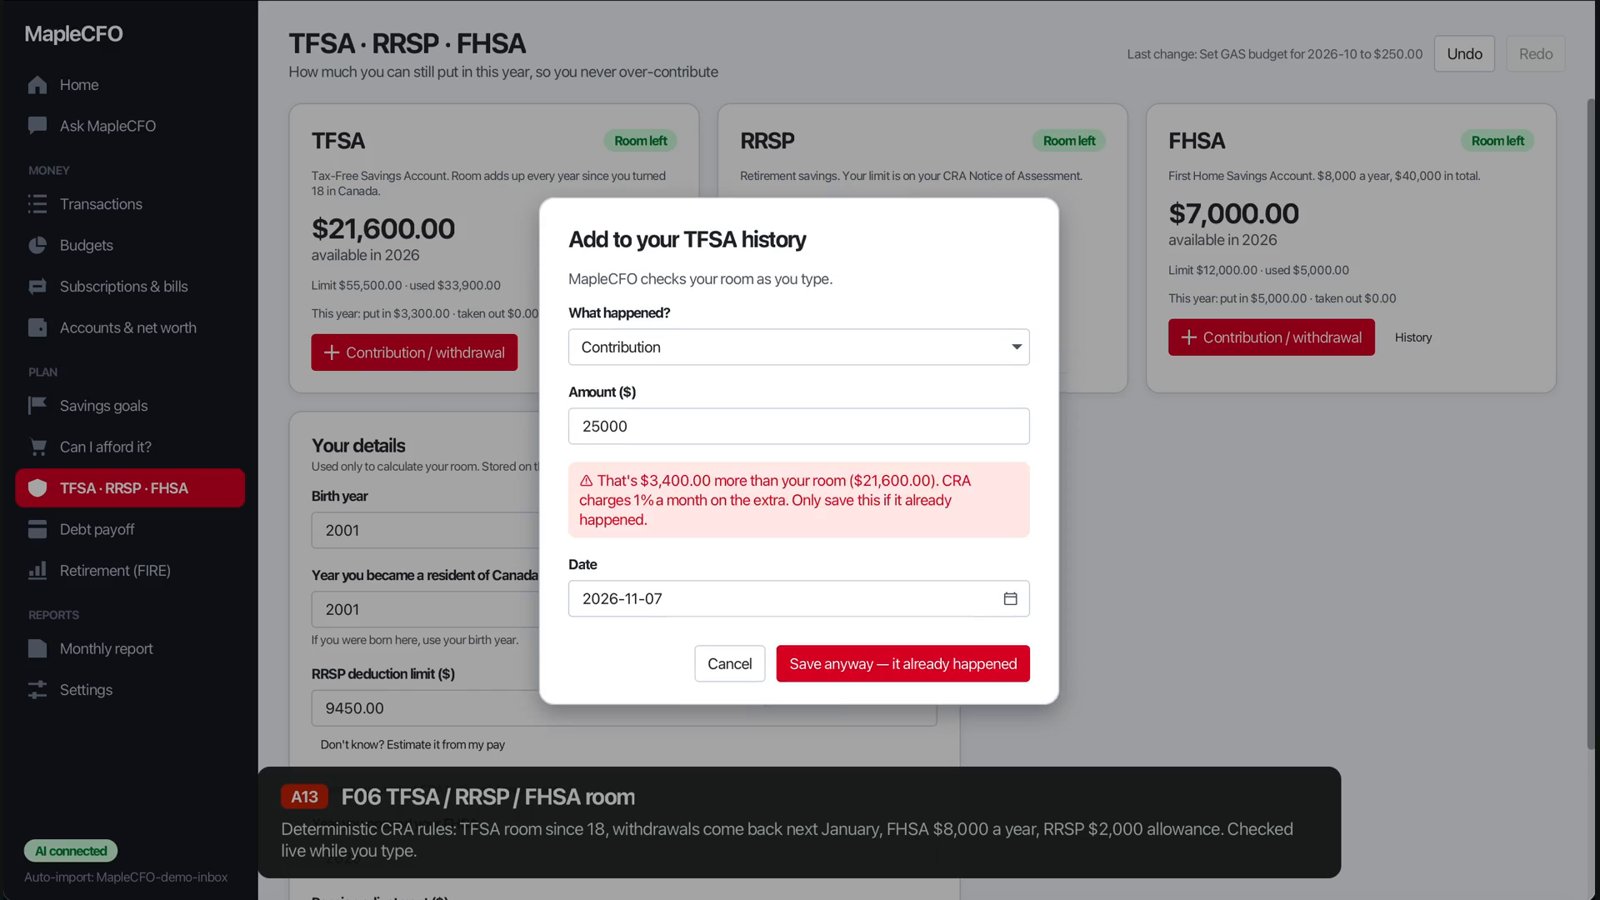 MapleCFO
Home
Ask MapleCFO
MONEY
Transactions
Budgets
Subscriptions & bills
Accounts & net worth
PLAN
Savings goals
Can I afford it?
TFSA · RRSP · FHSA
Debt payoff
Retirement (FIRE)
REPORTS
Monthly report
Settings
AI connected
Auto-import: MapleCFO-demo-inbox
TFSA · RRSP · FHSA
How much you can still put in this year, so you never over-contribute
Last change: Set GAS budget for 2026-10 to $250.00
Undo
Redo
TFSA
Room left
Tax-Free Savings Account. Room adds up every year since you turned
18 in Canada.
$21,600.00
available in 2026
Limit $55,500.00 · used $33,900.00
This year: put in $3,300.00 · taken out $0.00
+ Contribution / withdrawal
RRSP
Room left
Retirement savings. Your limit is on your CRA Notice of Assessment.
FHSA
Room left
First Home Savings Account. $8,000 a year, $40,000 in total.
$7,000.00
available in 2026
Limit $12,000.00 · used $5,000.00
This year: put in $5,000.00 · taken out $0.00
+ Contribution / withdrawal
History
Your details
Used only to calculate your room. Stored on
Birth year
2001
Year you became a resident of Canada
2001
If you were born here, use your birth year.
RRSP deduction limit ($)
9450.00
Don't know? Estimate it from my pay
Add to your TFSA history
MapleCFO checks your room as you type.
What happened?
Contribution
Amount ($)
25000
⚠ That's $3,400.00 more than your room ($21,600.00). CRA
charges 1% a month on the extra. Only save this if it already
happened.
Date
2026-11-07
Cancel
Save anyway — it already happened
A13 F06 TFSA / RRSP / FHSA room
Deterministic CRA rules: TFSA room since 18, withdrawals come back next January, FHSA $8,000 a year, RRSP $2,000 allowance. Checked
live while you type.